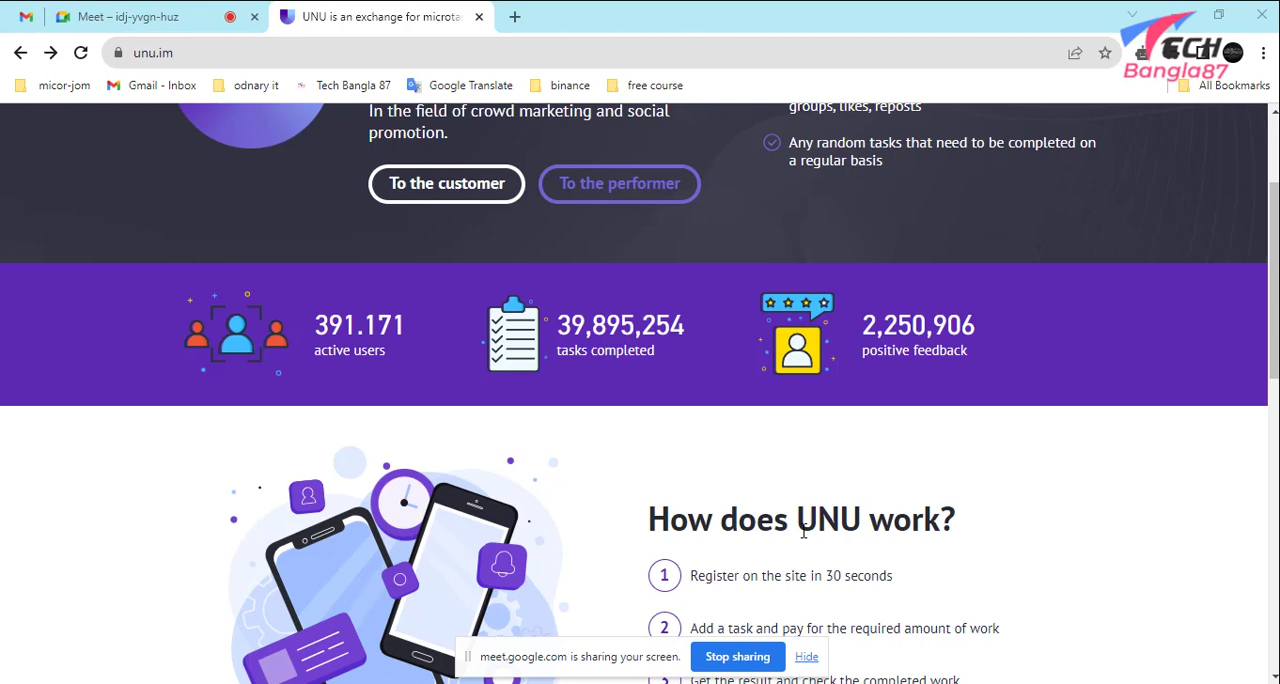 Meet – idj-yvgn-huz
UNU is an exchange for microta
TECH
Bangla87
unu.im
micor-jom
Gmail - Inbox
odnary it
Tech Bangla 87
Google Translate
binance
free course
All Bookmarks
In the field of crowd marketing and social
promotion.
To the customer
To the performer
groups, likes, reposts
Any random tasks that need to be completed on
a regular basis
391.171
active users
39,895,254
tasks completed
2,250,906
positive feedback
How does UNU work?
1 Register on the site in 30 seconds
2 Add a task and pay for the required amount of work
3 Get the result and check the completed work
meet.google.com is sharing your screen.
Stop sharing
Hide